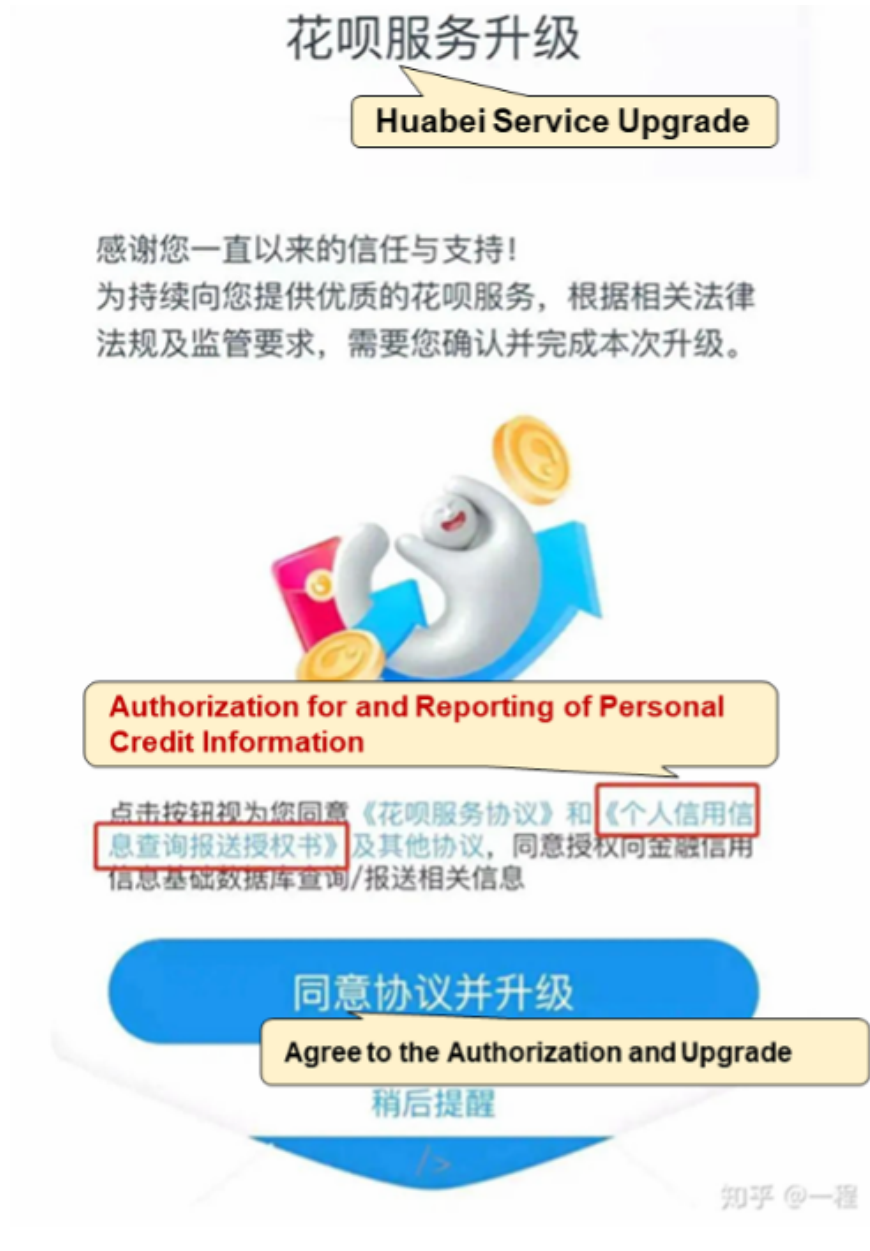 花呗服务升级
Huabei Service Upgrade
感谢您一直以来的信任与支持！
为持续向您提供优质的花呗服务，根据相关法律
法规及监管要求，需要您确认并完成本次升级。
Authorization for and Reporting of Personal
Credit Information
点击按钮视为您同意《花呗服务协议》和《个人信用信
息查询报送授权书》及其他协议，同意授权向金融信用
信息基础数据库查询/报送相关信息
同意协议并升级
Agree to the Authorization and Upgrade
稍后提醒
/>
知乎 @一程